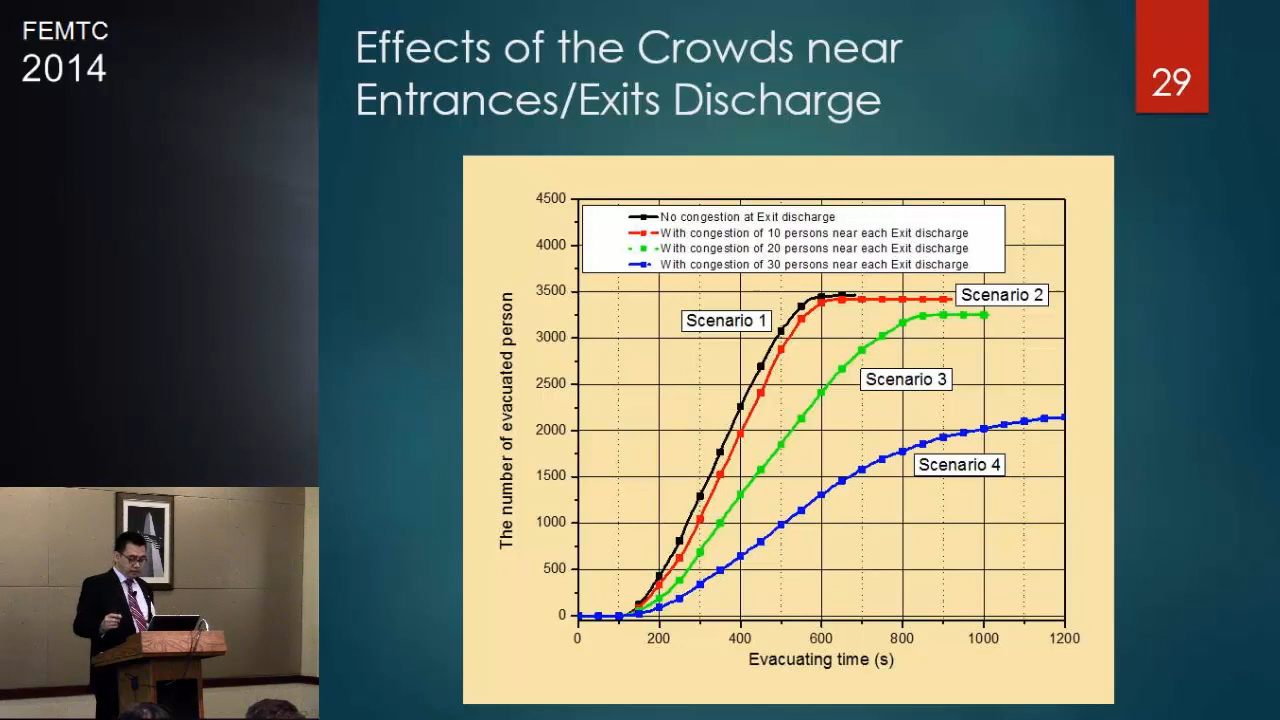 FEMTC
2014
Effects of the Crowds near
Entrances/Exits Discharge
29
4500
4000
3500
3000
2500
2000
1500
1000
500
0
The number of evacuated person
No congestion at Exit discharge
With congestion of 10 persons near each Exit discharge
With congestion of 20 persons near each Exit discharge
With congestion of 30 persons near each Exit discharge
Scenario 1
Scenario 2
Scenario 3
Scenario 4
0 200 400 600 800 1000 1200
Evacuating time (s)